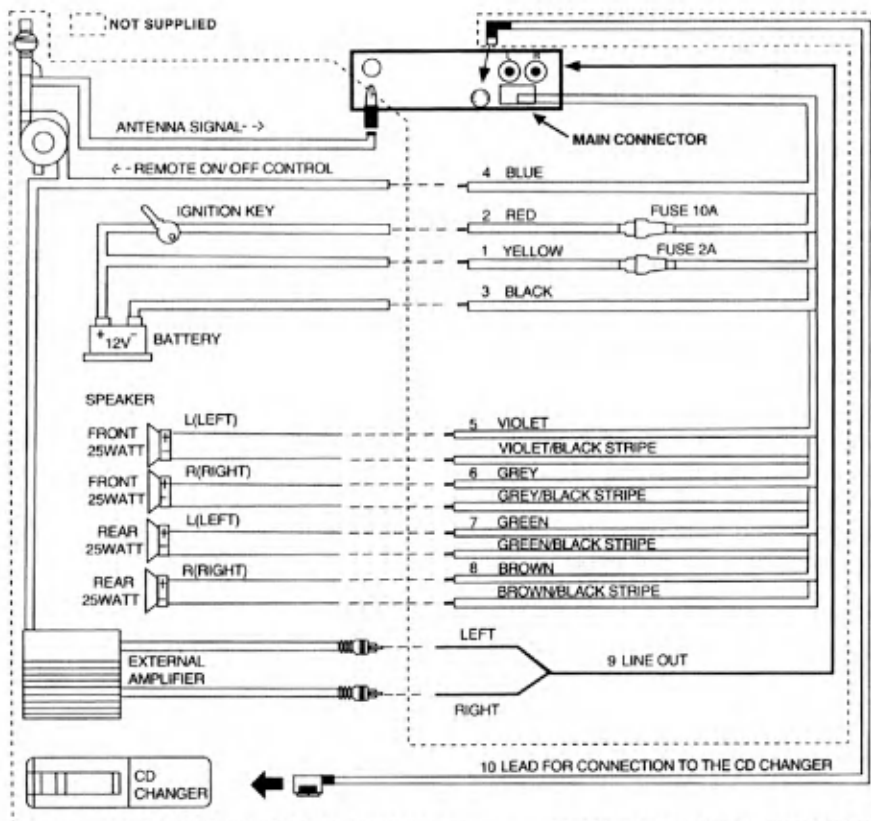 NOT SUPPLIED
L R
ANTENNA SIGNAL- ->
MAIN CONNECTOR
<- - REMOTE ON/ OFF CONTROL
4 BLUE
IGNITION KEY
2 RED
FUSE 10A
1 YELLOW
FUSE 2A
3 BLACK
+ 12V -
BATTERY
SPEAKER
L(LEFT)
FRONT
25WATT
5 VIOLET
VIOLET/BLACK STRIPE
R(RIGHT)
FRONT
25WATT
6 GREY
GREY/BLACK STRIPE
L(LEFT)
REAR
25WATT
7 GREEN
GREEN/BLACK STRIPE
R(RIGHT)
REAR
25WATT
8 BROWN
BROWN/BLACK STRIPE
LEFT
EXTERNAL
AMPLIFIER
9 LINE OUT
RIGHT
10 LEAD FOR CONNECTION TO THE CD CHANGER
CD
CHANGER